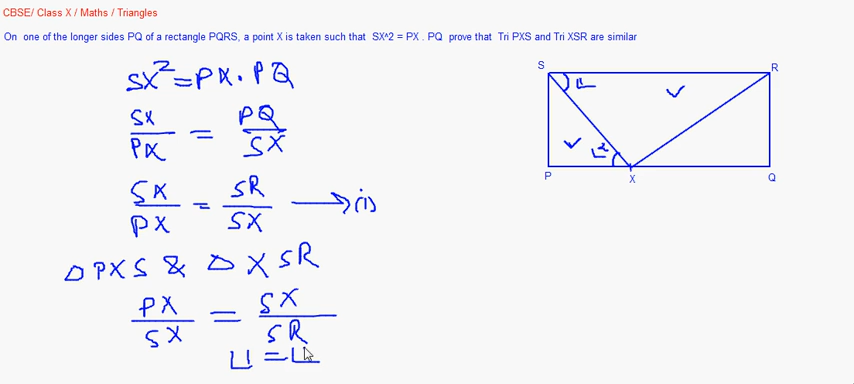 CBSE/ Class X / Maths / Triangles
On one of the longer sides PQ of a rectangle PQRS, a point X is taken such that SX^2 = PX . PQ prove that Tri PXS and Tri XSR are similar
SX² = PX . PQ
SX/PX = PQ/SX
SX/PX = SR/SX → (1)
△ PXS & △ XSR
PX/SX = SX/SR
∠1 = ∠
S R
∠1
∠2
P X Q